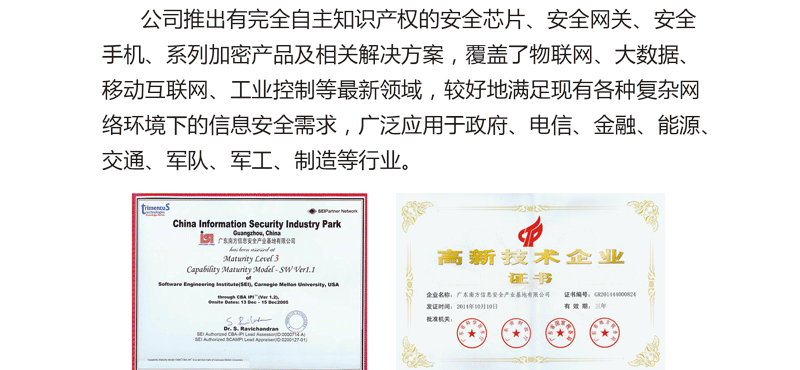 公司推出有完全自主知识产权的安全芯片、安全网关、安全
手机、系列加密产品及相关解决方案，覆盖了物联网、大数据、
移动互联网、工业控制等最新领域，较好地满足现有各种复杂网
络环境下的信息安全需求，广泛应用于政府、电信、金融、能源、
交通、军队、军工、制造等行业。
trimentus
technologies
SEI Partner Network
China Information Security Industry Park
Guangzhou, China
广东南方信息安全产业基地有限公司
has been assessed at
Maturity Level 3
Capability Maturity Model - SW Ver1.1
of
Software Engineering Institute(SEI), Carnegie Mellon University, USA
through CBA IPI (Ver 1.2),
Onsite Dates: 13 Dec - 15 Dec2005
Dr. S. Ravichandran
SEI Authorized CBA-IPI Lead Assessor(ID:0000714-A)
SEI Authorized SCAMPI Lead Appraiser(ID:0200127-01)
高新技术企业
证书
企业名称：广东南方信息安全产业基地有限公司
证书编号：GR201444000824
发证时间：2014年10月10日
有 效 期：三年
批准机关：